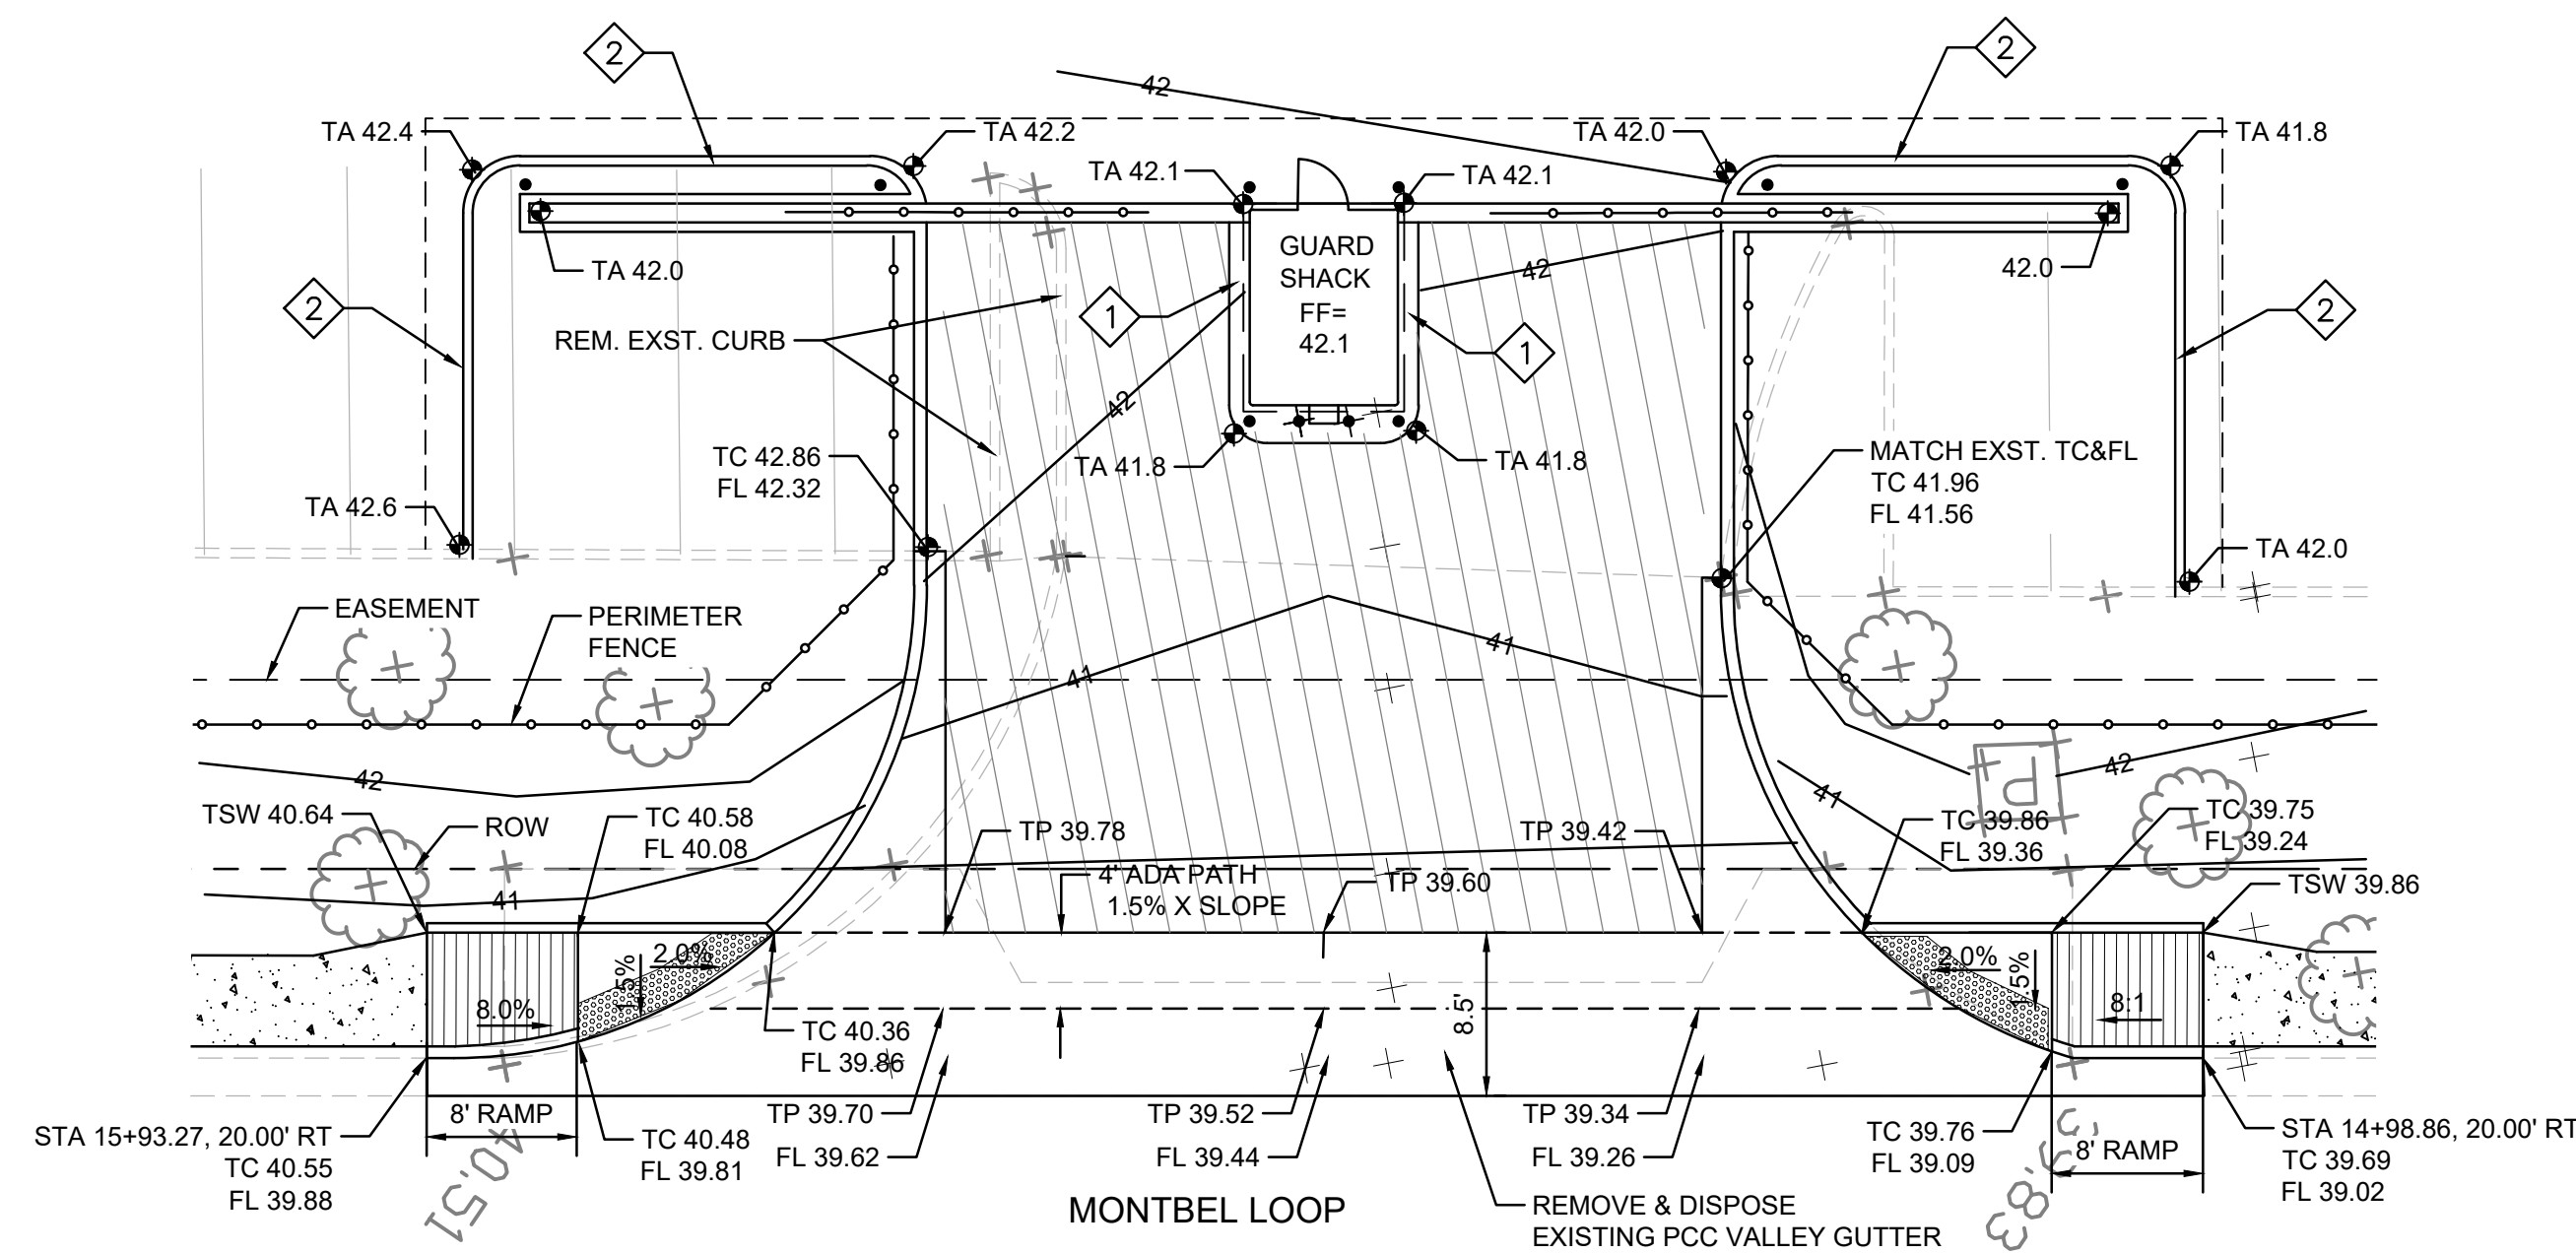 2
2
42
TA 42.4
TA 42.2
TA 42.0
TA 41.8
TA 42.1
TA 42.1
GUARD
SHACK
FF=
42.1
TA 42.0
42
42.0
2
1
1
2
REM. EXST. CURB
42
TC 42.86
FL 42.32
TA 41.8
TA 41.8
MATCH EXST. TC&FL
TC 41.96
FL 41.56
TA 42.6
TA 42.0
EASEMENT
PERIMETER
FENCE
41
41
42
42
P
41
TSW 40.64
ROW
TC 40.58
FL 40.08
TP 39.78
TP 39.42
TC 39.86
FL 39.36
TC 39.75
FL 39.24
4' ADA PATH
1.5% X SLOPE
TP 39.60
TSW 39.86
41
2.0%
1.5%
8.0%
2.0%
1.5%
8:1
8.5'
TC 40.36
FL 39.86
8' RAMP
TP 39.70
TP 39.52
TP 39.34
STA 15+93.27, 20.00' RT
TC 40.55
FL 39.88
TC 40.48
FL 39.81
FL 39.62
FL 39.44
FL 39.26
TC 39.76
FL 39.09
8' RAMP
STA 14+98.86, 20.00' RT
TC 39.69
FL 39.02
40.51
39.83
MONTBEL LOOP
REMOVE & DISPOSE
EXISTING PCC VALLEY GUTTER